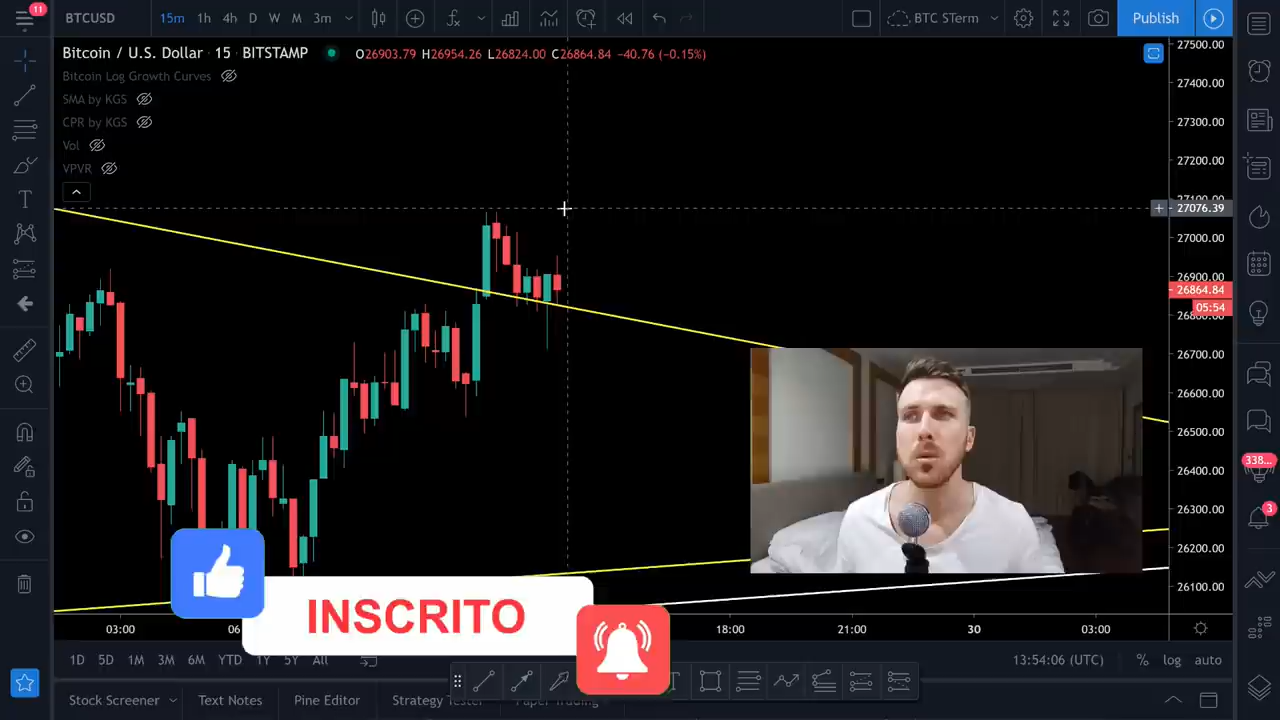 11
BTCUSD
15m 1h 4h D W M 3m
BTC STerm
Publish
Bitcoin / U.S. Dollar · 15 · BITSTAMP
O26903.79 H26954.26 L26824.00 C26864.84 -40.76 (-0.15%)
Bitcoin Log Growth Curves
SMA by KGS
CPR by KGS
Vol
VPVR
27500.00
27400.00
27300.00
27200.00
27076.39
27000.00
26900.00
26864.84
05:54
26700.00
26600.00
26500.00
26400.00
26300.00
26200.00
26100.00
338...
3
INSCRITO
03:00
18:00
21:00
30
03:00
1D 5D 1M 3M 6M YTD 1Y 5Y All
13:54:06 (UTC)
% log auto
Stock Screener
Text Notes
Pine Editor
Strategy Tester
Paper Trading